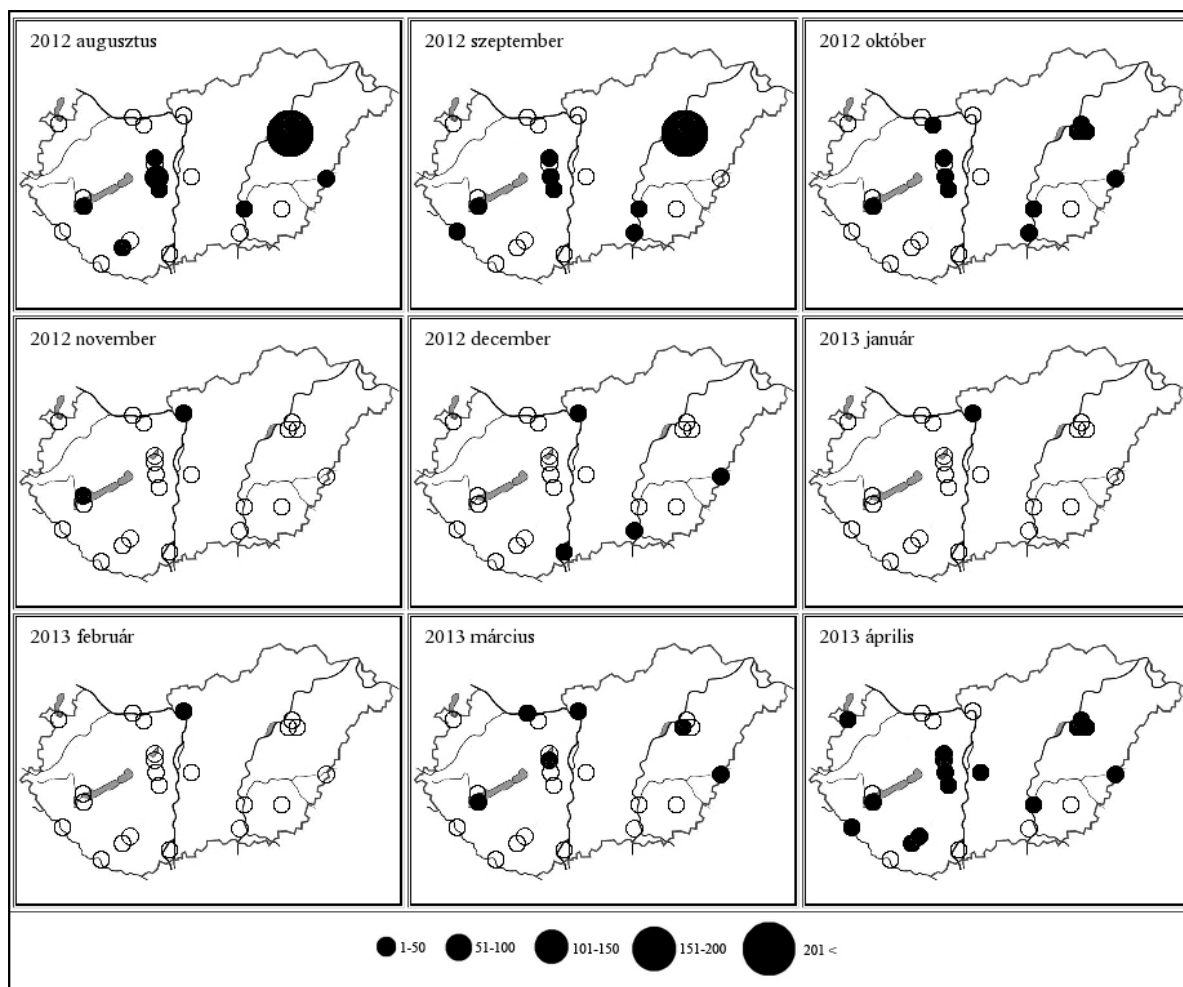 2012 augusztus
2012 szeptember
2012 október
2012 november
2012 december
2013 január
2013 február
2013 március
2013 április
1-50
51-100
101-150
151-200
201 <